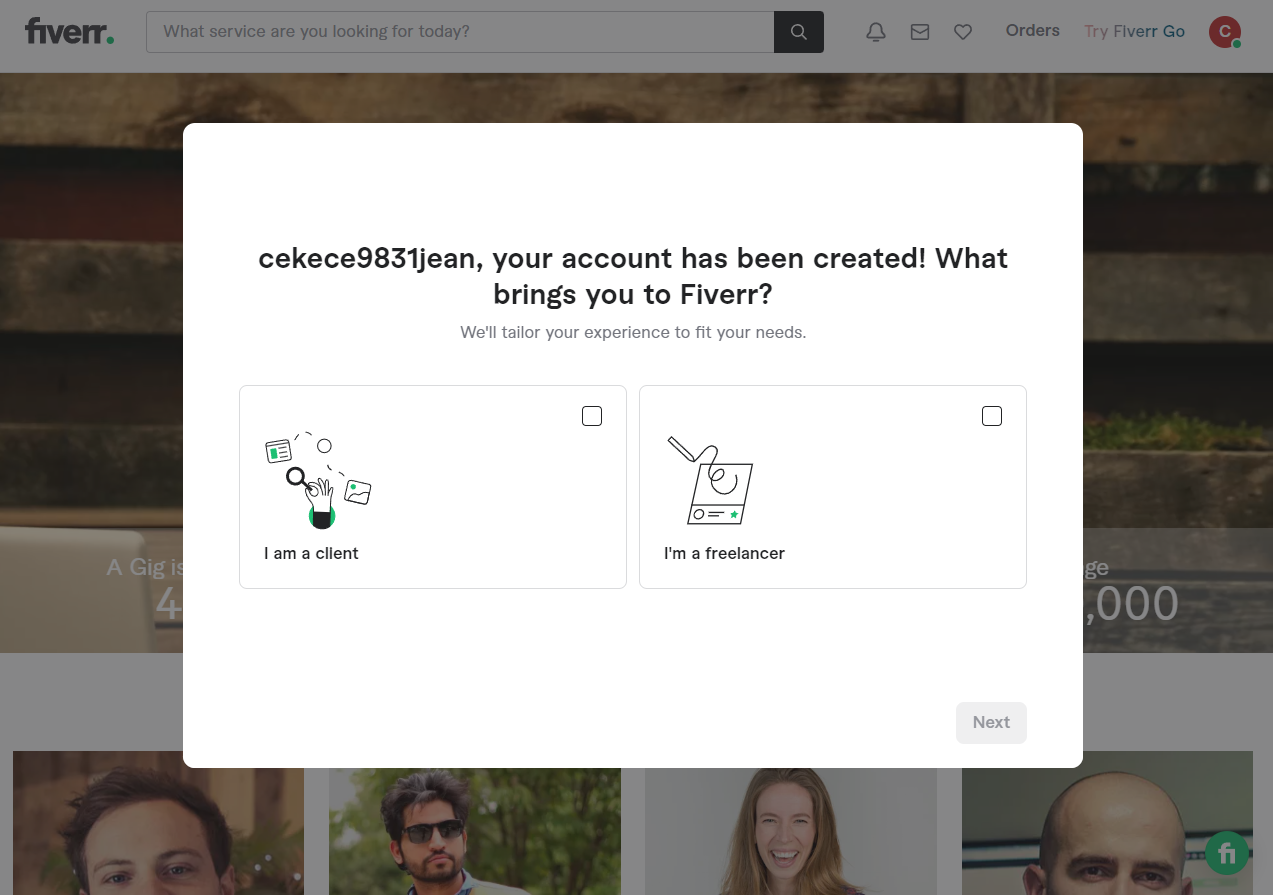 fiverr.
What service are you looking for today?
Orders
Try Fiverr Go
C
cekece9831jean, your account has been created! What
brings you to Fiverr?
We'll tailor your experience to fit your needs.
I am a client
I'm a freelancer
A Gig is
4
,000
Next
fi